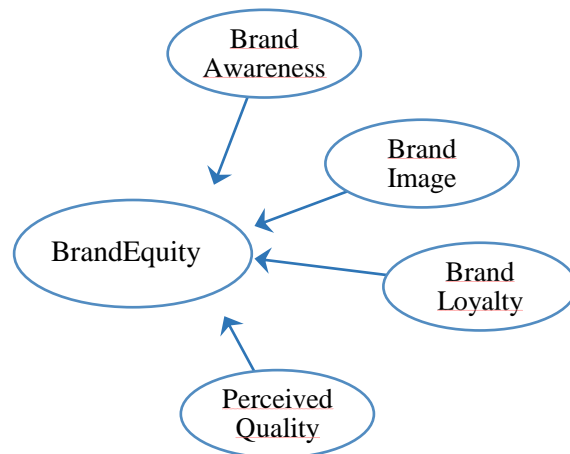 Brand
Awareness
Brand
Image
BrandEquity
Brand
Loyalty
Perceived
Quality